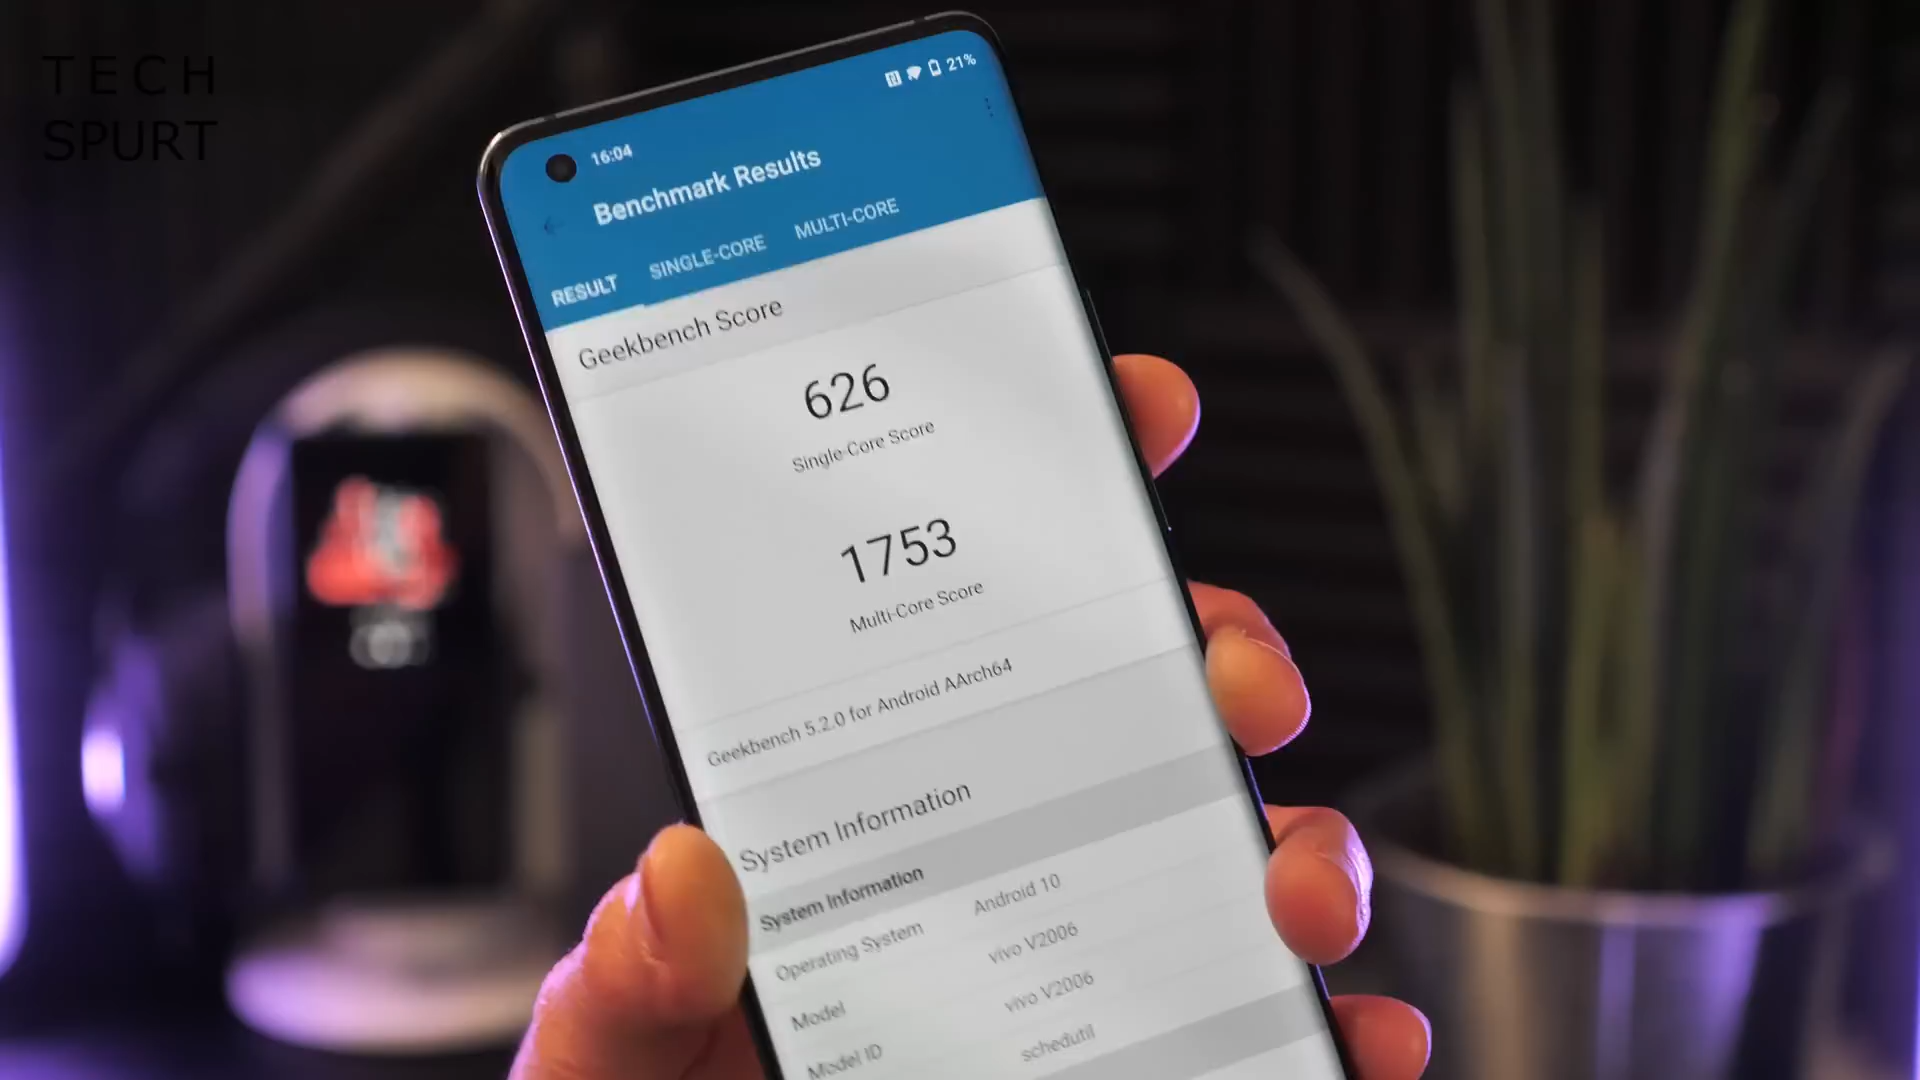 TECH
SPURT
16:04
21%
Benchmark Results
RESULT
SINGLE-CORE
MULTI-CORE
Geekbench Score
626
Single-Core Score
1753
Multi-Core Score
Geekbench 5.2.0 for Android AArch64
System Information
System Information
Operating System
Android 10
Model
vivo V2006
Model ID
vivo V2006
schedutil